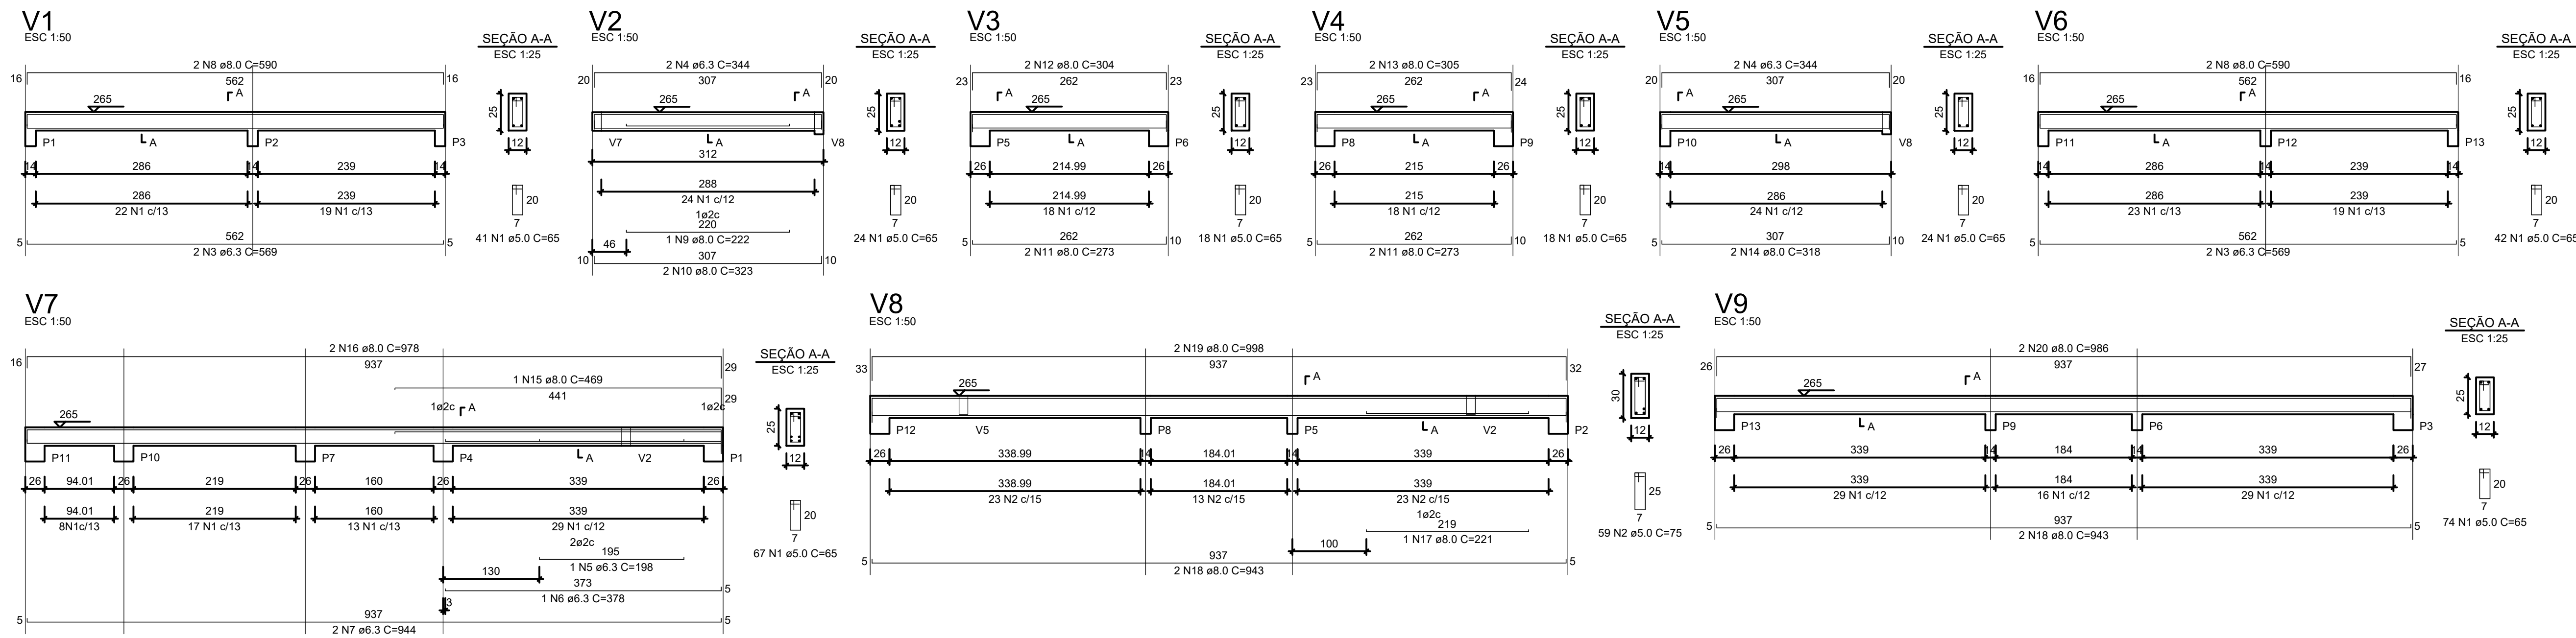 V1
ESC 1:50
SEÇÃO A-A
ESC 1:25
2 N8 ø8.0 C=590
16
562
16
A
265
25
12
P1
A
P2
P3
14
286
14
239
14
286
239
22 N1 c/13
19 N1 c/13
20
7
41 N1 ø5.0 C=65
5
562
5
2 N3 ø6.3 C=569
V2
ESC 1:50
SEÇÃO A-A
ESC 1:25
2 N4 ø6.3 C=344
20
307
20
A
265
25
12
V7
A
V8
312
288
24 N1 c/12
1ø2c
220
1 N9 ø8.0 C=222
46
20
7
24 N1 ø5.0 C=65
10
307
10
2 N10 ø8.0 C=323
V3
ESC 1:50
SEÇÃO A-A
ESC 1:25
2 N12 ø8.0 C=304
23
262
23
A
265
25
12
P5
A
P6
26
214.99
26
214.99
18 N1 c/12
20
7
18 N1 ø5.0 C=65
5
262
10
2 N11 ø8.0 C=273
V4
ESC 1:50
SEÇÃO A-A
ESC 1:25
2 N13 ø8.0 C=305
23
262
24
A
265
25
12
P8
A
P9
26
215
26
215
18 N1 c/12
20
7
18 N1 ø5.0 C=65
5
262
10
2 N11 ø8.0 C=273
V5
ESC 1:50
SEÇÃO A-A
ESC 1:25
2 N4 ø6.3 C=344
20
307
20
A
265
25
12
P10
A
V8
14
298
286
24 N1 c/12
20
7
24 N1 ø5.0 C=65
5
307
10
2 N14 ø8.0 C=318
V6
ESC 1:50
SEÇÃO A-A
ESC 1:25
2 N8 ø8.0 C=590
16
562
16
A
265
25
12
P11
A
P12
P13
14
286
14
239
14
286
239
23 N1 c/13
19 N1 c/13
20
7
42 N1 ø5.0 C=65
5
562
5
2 N3 ø6.3 C=569
V7
ESC 1:50
SEÇÃO A-A
ESC 1:25
2 N16 ø8.0 C=978
16
937
29
1 N15 ø8.0 C=469
441
29
1ø2c
A
1ø2c
265
25
12
P11
P10
P7
P4
A
V2
P1
26
94.01
26
219
26
160
26
339
26
94.01
219
160
339
8N1c/13
17 N1 c/13
13 N1 c/13
29 N1 c/12
20
7
67 N1 ø5.0 C=65
2ø2c
195
1 N5 ø6.3 C=198
130
373
5
1 N6 ø6.3 C=378
3
5
937
5
2 N7 ø6.3 C=944
V8
ESC 1:50
SEÇÃO A-A
ESC 1:25
2 N19 ø8.0 C=998
33
937
32
A
265
30
12
P12
V5
P8
P5
A
V2
P2
26
338.99
14
184.01
14
339
26
338.99
184.01
339
23 N2 c/15
13 N2 c/15
23 N2 c/15
25
7
59 N2 ø5.0 C=75
1ø2c
219
1 N17 ø8.0 C=221
100
5
937
5
2 N18 ø8.0 C=943
V9
ESC 1:50
SEÇÃO A-A
ESC 1:25
2 N20 ø8.0 C=986
26
937
27
A
265
25
12
P13
A
P9
P6
P3
26
339
14
184
14
339
26
339
184
339
29 N1 c/12
16 N1 c/12
29 N1 c/12
20
7
74 N1 ø5.0 C=65
5
937
5
2 N18 ø8.0 C=943